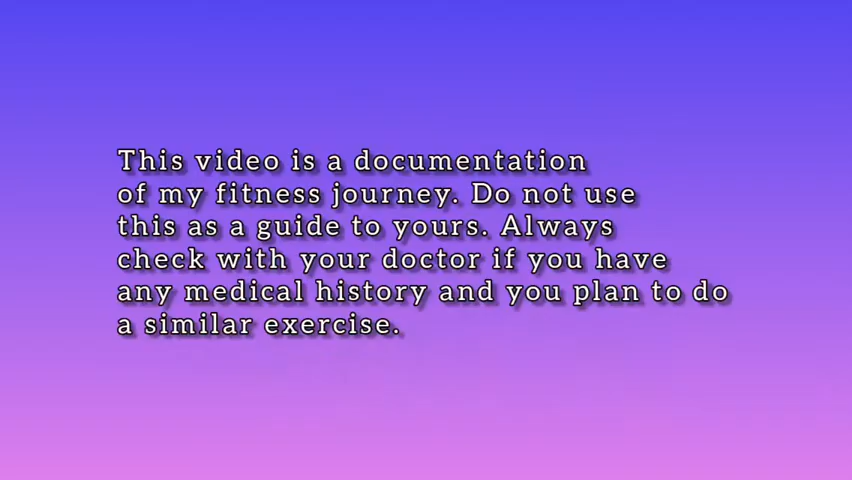 This video is a documentation
of my fitness journey. Do not use
this as a guide to yours. Always
check with your doctor if you have
any medical history and you plan to do
a similar exercise.